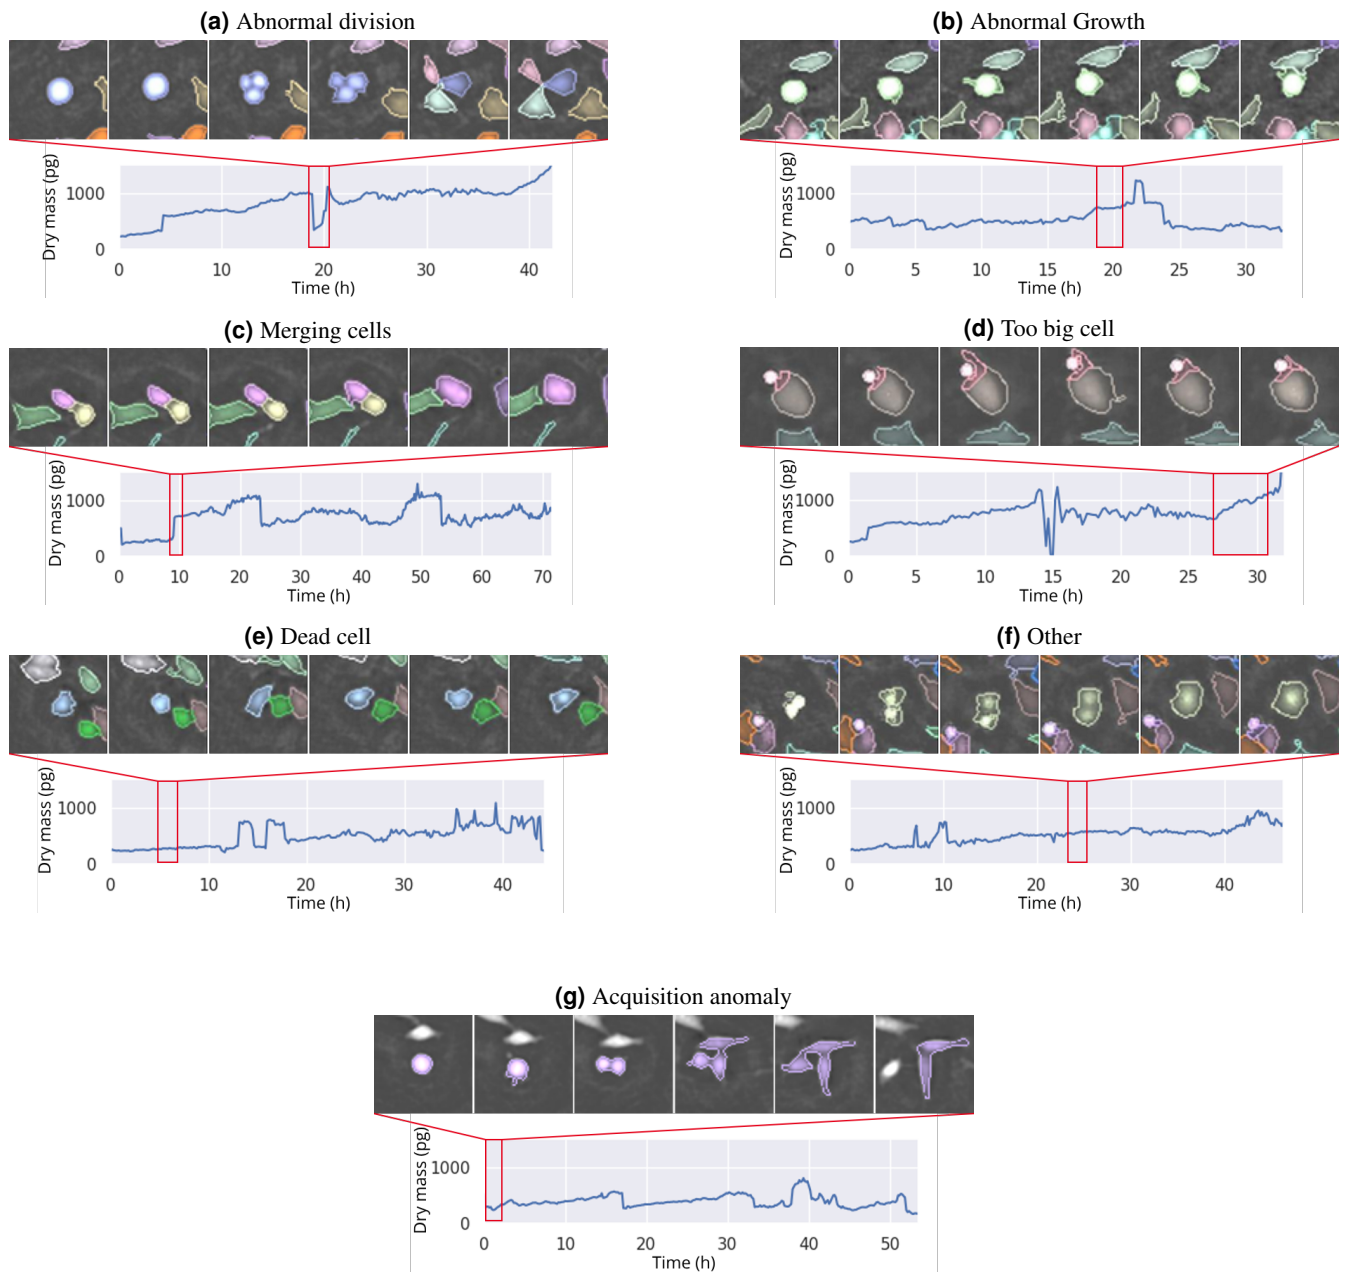 (a) Abnormal division
(b) Abnormal Growth
Dry mass (pg)
1000
0
0 10 20 30 40
Time (h)
Dry mass (pg)
1000
0
0 5 10 15 20 25 30
Time (h)
(c) Merging cells
(d) Too big cell
Dry mass (pg)
1000
0
0 10 20 30 40 50 60 70
Time (h)
Dry mass (pg)
1000
0
0 5 10 15 20 25 30
Time (h)
(e) Dead cell
(f) Other
Dry mass (pg)
1000
0
0 10 20 30 40
Time (h)
Dry mass (pg)
1000
0
0 10 20 30 40
Time (h)
(g) Acquisition anomaly
Dry mass (pg)
1000
0
0 10 20 30 40 50
Time (h)